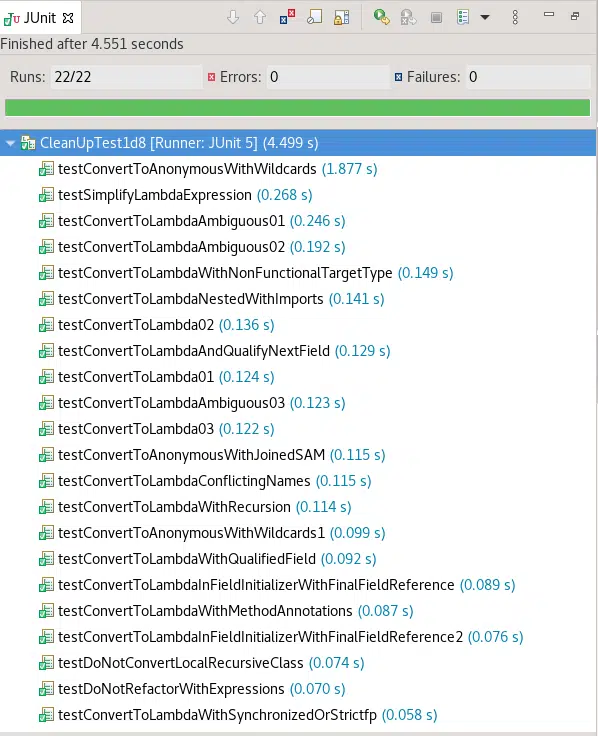 JUnit
Finished after 4.551 seconds
Runs: 22/22 Errors: 0 Failures: 0
CleanUpTest1d8 [Runner: JUnit 5] (4.499 s)
testConvertToAnonymousWithWildcards (1.877 s)
testSimplifyLambdaExpression (0.268 s)
testConvertToLambdaAmbiguous01 (0.246 s)
testConvertToLambdaAmbiguous02 (0.192 s)
testConvertToLambdaWithNonFunctionalTargetType (0.149 s)
testConvertToLambdaNestedWithImports (0.141 s)
testConvertToLambda02 (0.136 s)
testConvertToLambdaAndQualifyNextField (0.129 s)
testConvertToLambda01 (0.124 s)
testConvertToLambdaAmbiguous03 (0.123 s)
testConvertToLambda03 (0.122 s)
testConvertToAnonymousWithJoinedSAM (0.115 s)
testConvertToLambdaConflictingNames (0.115 s)
testConvertToLambdaWithRecursion (0.114 s)
testConvertToAnonymousWithWildcards1 (0.099 s)
testConvertToLambdaWithQualifiedField (0.092 s)
testConvertToLambdaInFieldInitializerWithFinalFieldReference (0.089 s)
testConvertToLambdaWithMethodAnnotations (0.087 s)
testConvertToLambdaInFieldInitializerWithFinalFieldReference2 (0.076 s)
testDoNotConvertLocalRecursiveClass (0.074 s)
testDoNotRefactorWithExpressions (0.070 s)
testConvertToLambdaWithSynchronizedOrStrictfp (0.058 s)